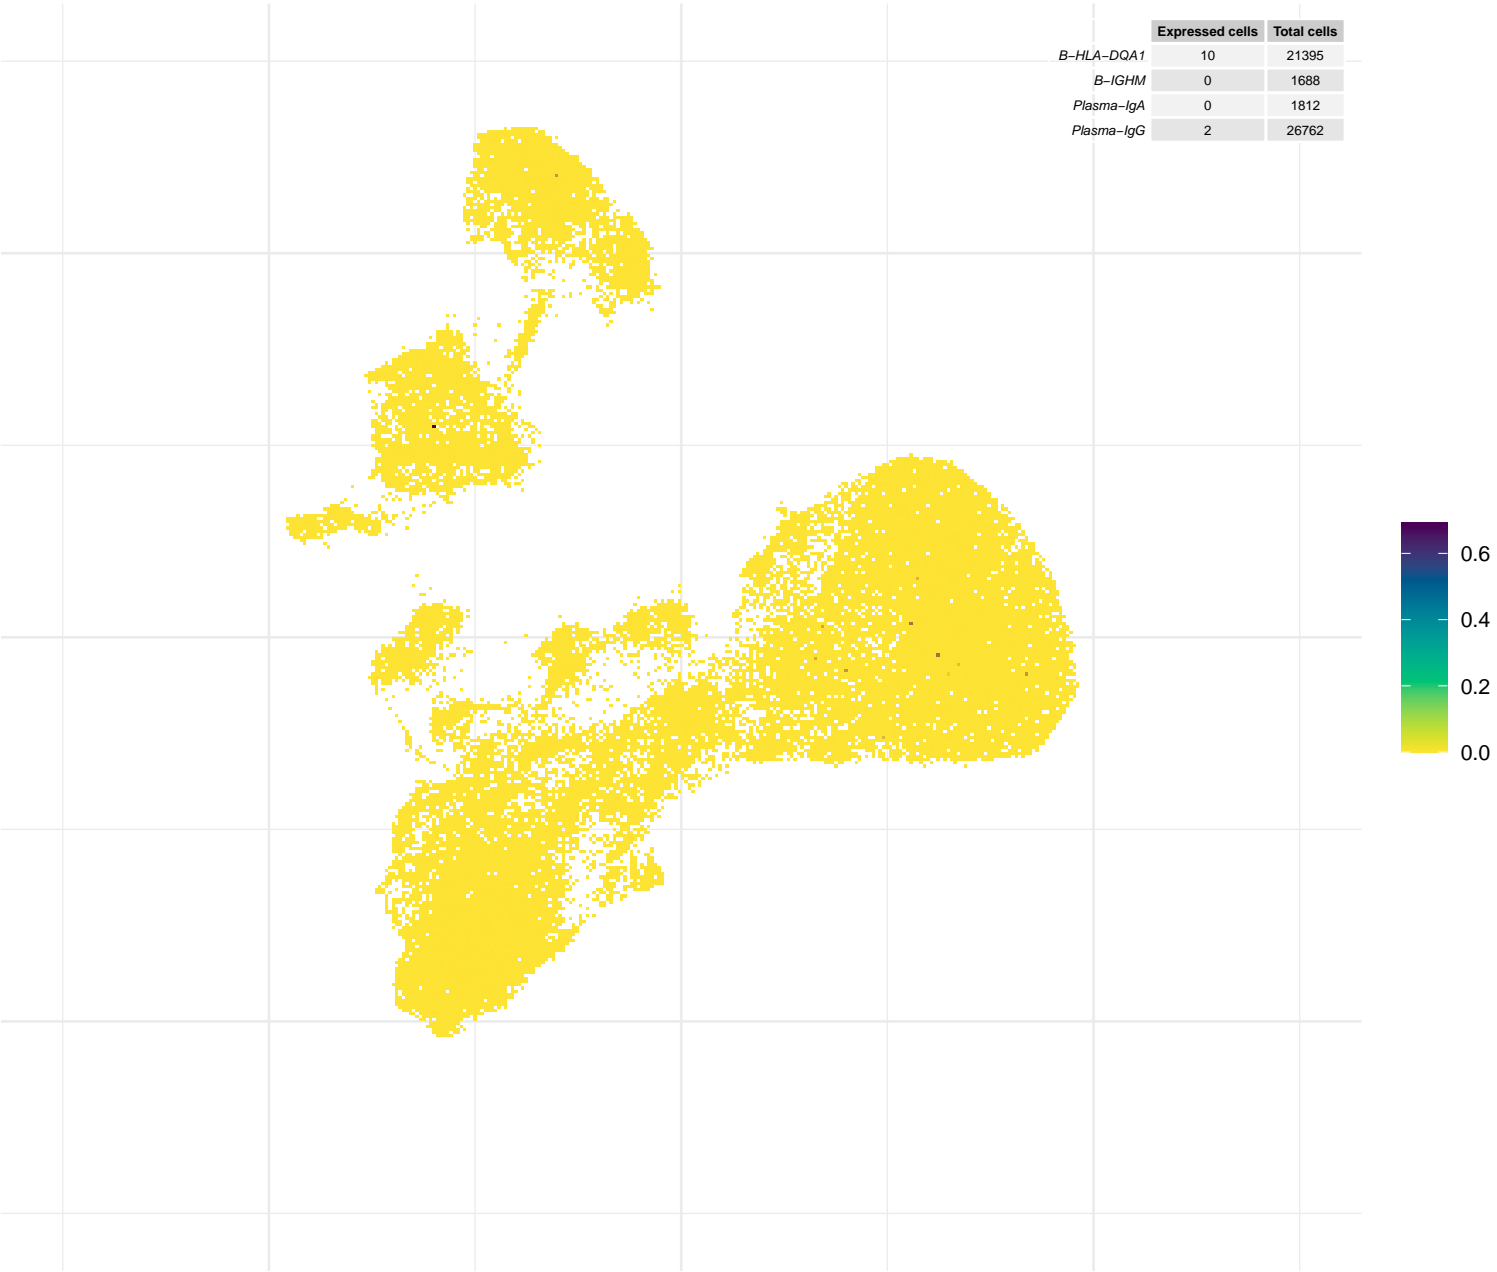 Expressed cells Total cells
B−HLA−DQA1 10 21395
B−IGHM 0 1688
Plasma−IgA 0 1812
Plasma−IgG 2 26762
0.6
0.4
0.2
0.0